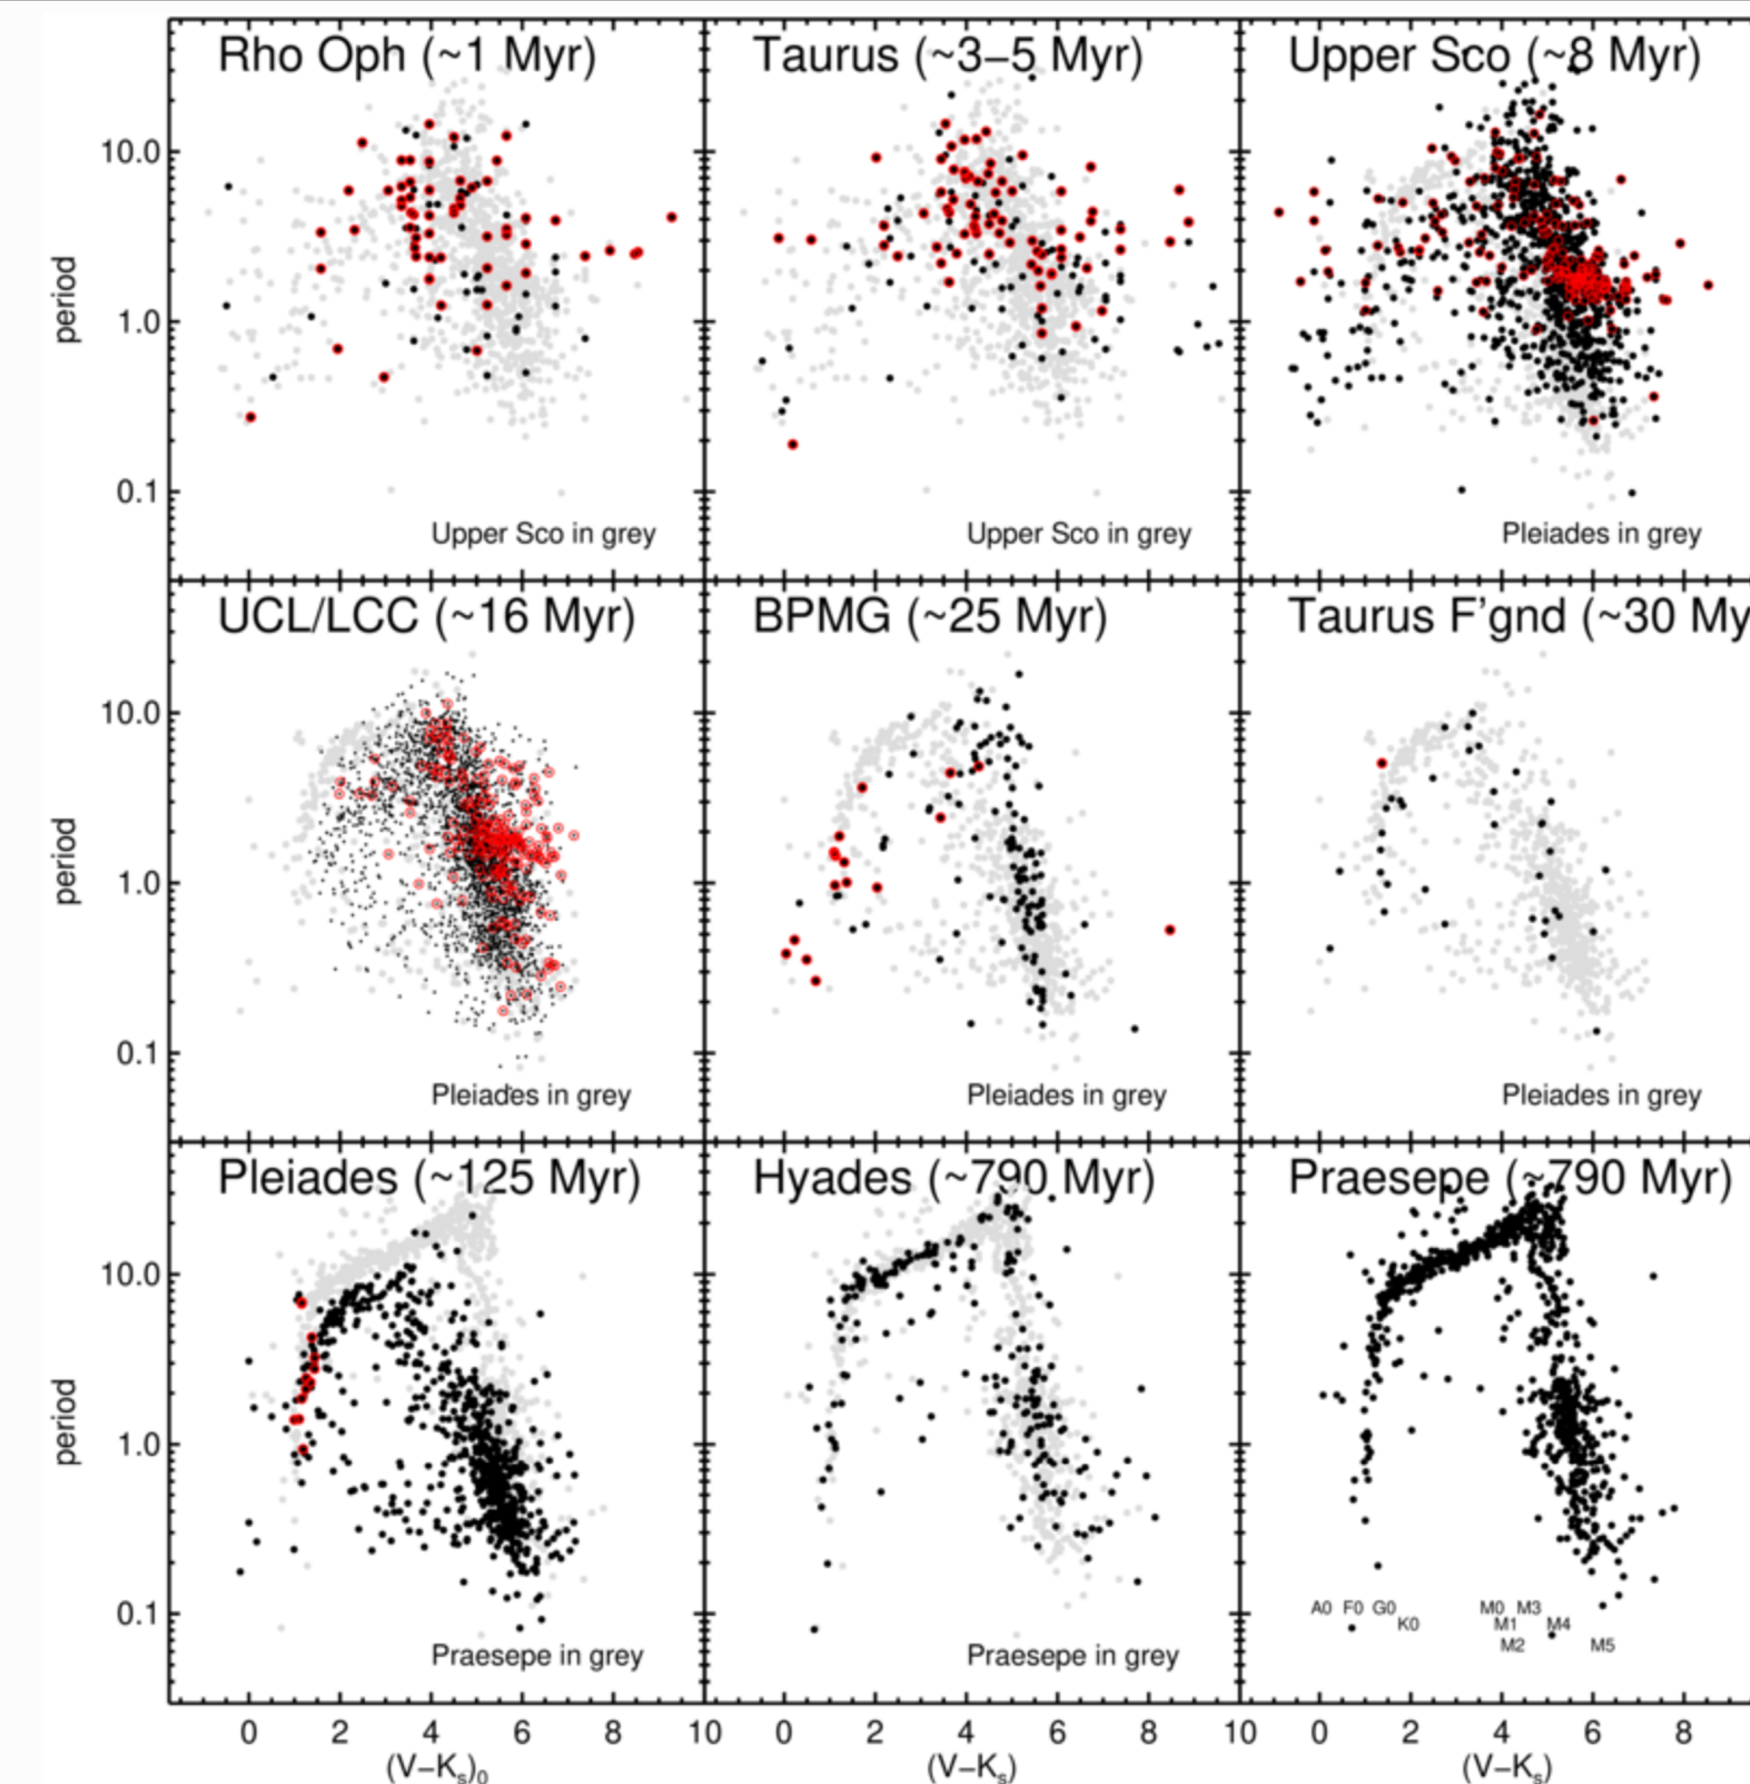 Rho Oph (~1 Myr)
Taurus (~3−5 Myr)
Upper Sco (~8 Myr)
period
10.0
1.0
0.1
Upper Sco in grey
Upper Sco in grey
Pleiades in grey
UCL/LCC (~16 Myr)
BPMG (~25 Myr)
Taurus F'gnd (~30 My
period
10.0
1.0
0.1
Pleiades in grey
Pleiades in grey
Pleiades in grey
Pleiades (~125 Myr)
Hyades (~790 Myr)
Praesepe (~790 Myr)
period
10.0
1.0
0.1
A0 F0 G0 M0 M3
K0 M1 M4
M2 M5
Praesepe in grey
Praesepe in grey
0 2 4 6 8 10 0 2 4 6 8 10 0 2 4 6 8
(V−Ks)0
(V−Ks)
(V−Ks)